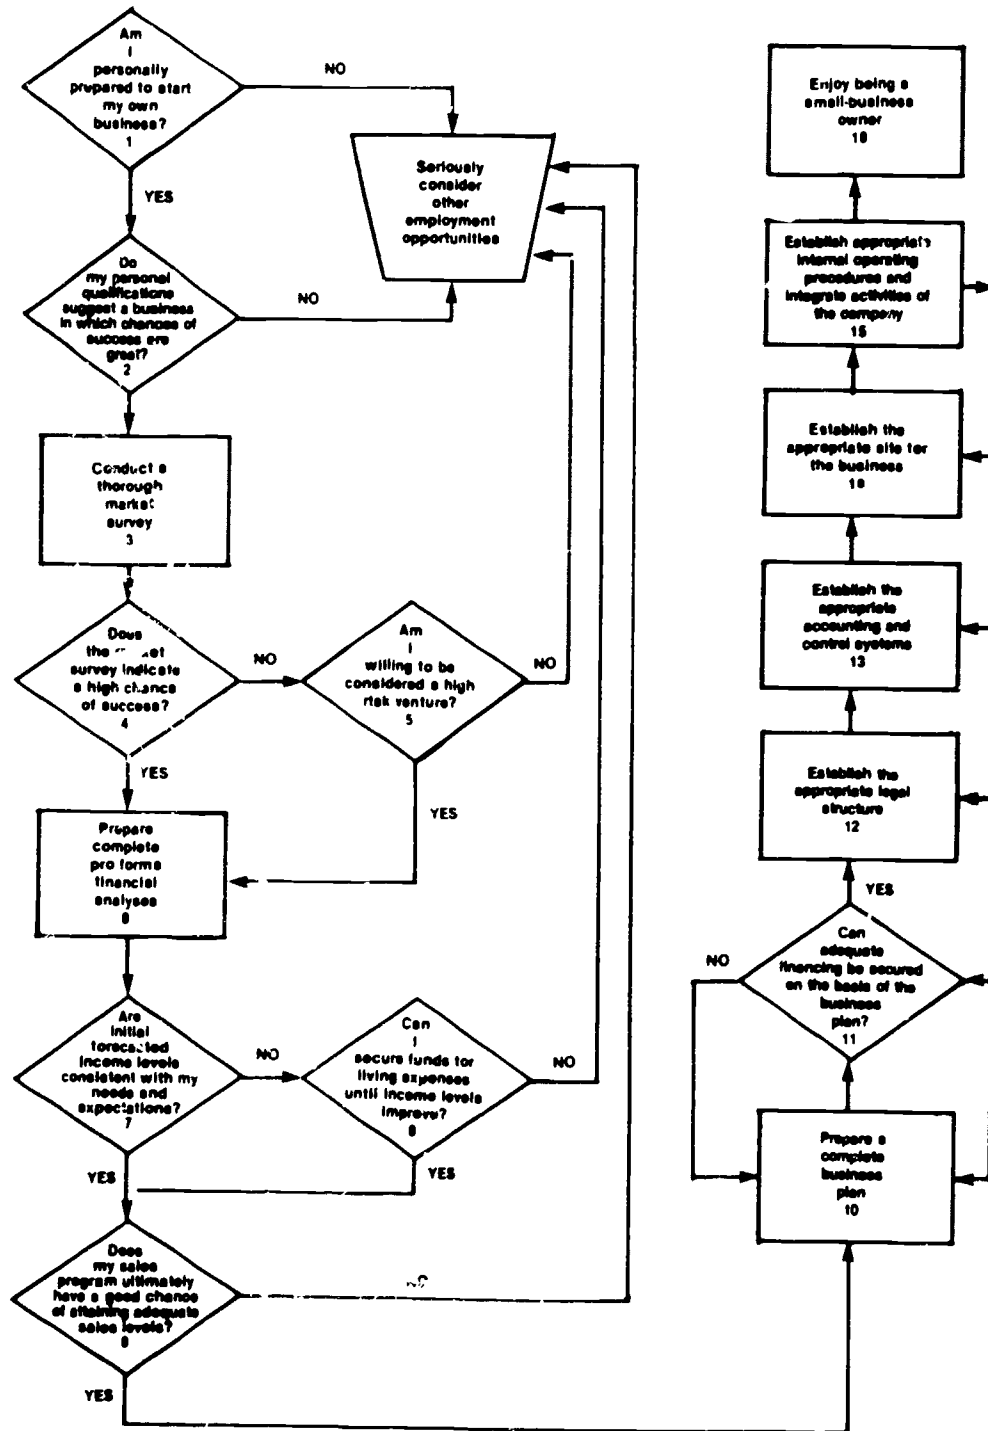 Am
I
personally
prepared to start
my own
business?
1
NO
YES
Seriously
consider
other
employment
opportunities
Do
my personal
qualifications
suggest a business
in which chances of
success are
great?
2
NO
Conduct a
thorough
market
survey
3
Does
the
survey indicate
a high chance
of success?
4
NO
YES
Am
I
willing to be
considered a high
risk venture?
5
NO
YES
Prepare
complete
pro forma
financial
analyses
Are
initial
forecasted
income levels
consistent with my
needs and
expectations?
7
NO
YES
Can
I
secure funds for
living expenses
until income levels
improve?
NO
YES
Does
my sales
program ultimately
have a good chance
of attaining adequate
sales levels?
NO
YES
Enjoy being a
small-business
owner
Establish appropriate
internal operating
procedures and
integrate activities of
the company
15
Establish the
appropriate site for
the business
Establish the
appropriate
accounting and
control systems
13
Establish the
appropriate legal
structure
12
YES
Can
adequate
financing be secured
on the basis of the
business
plan?
11
NO
Prepare a
complete
business
plan
10